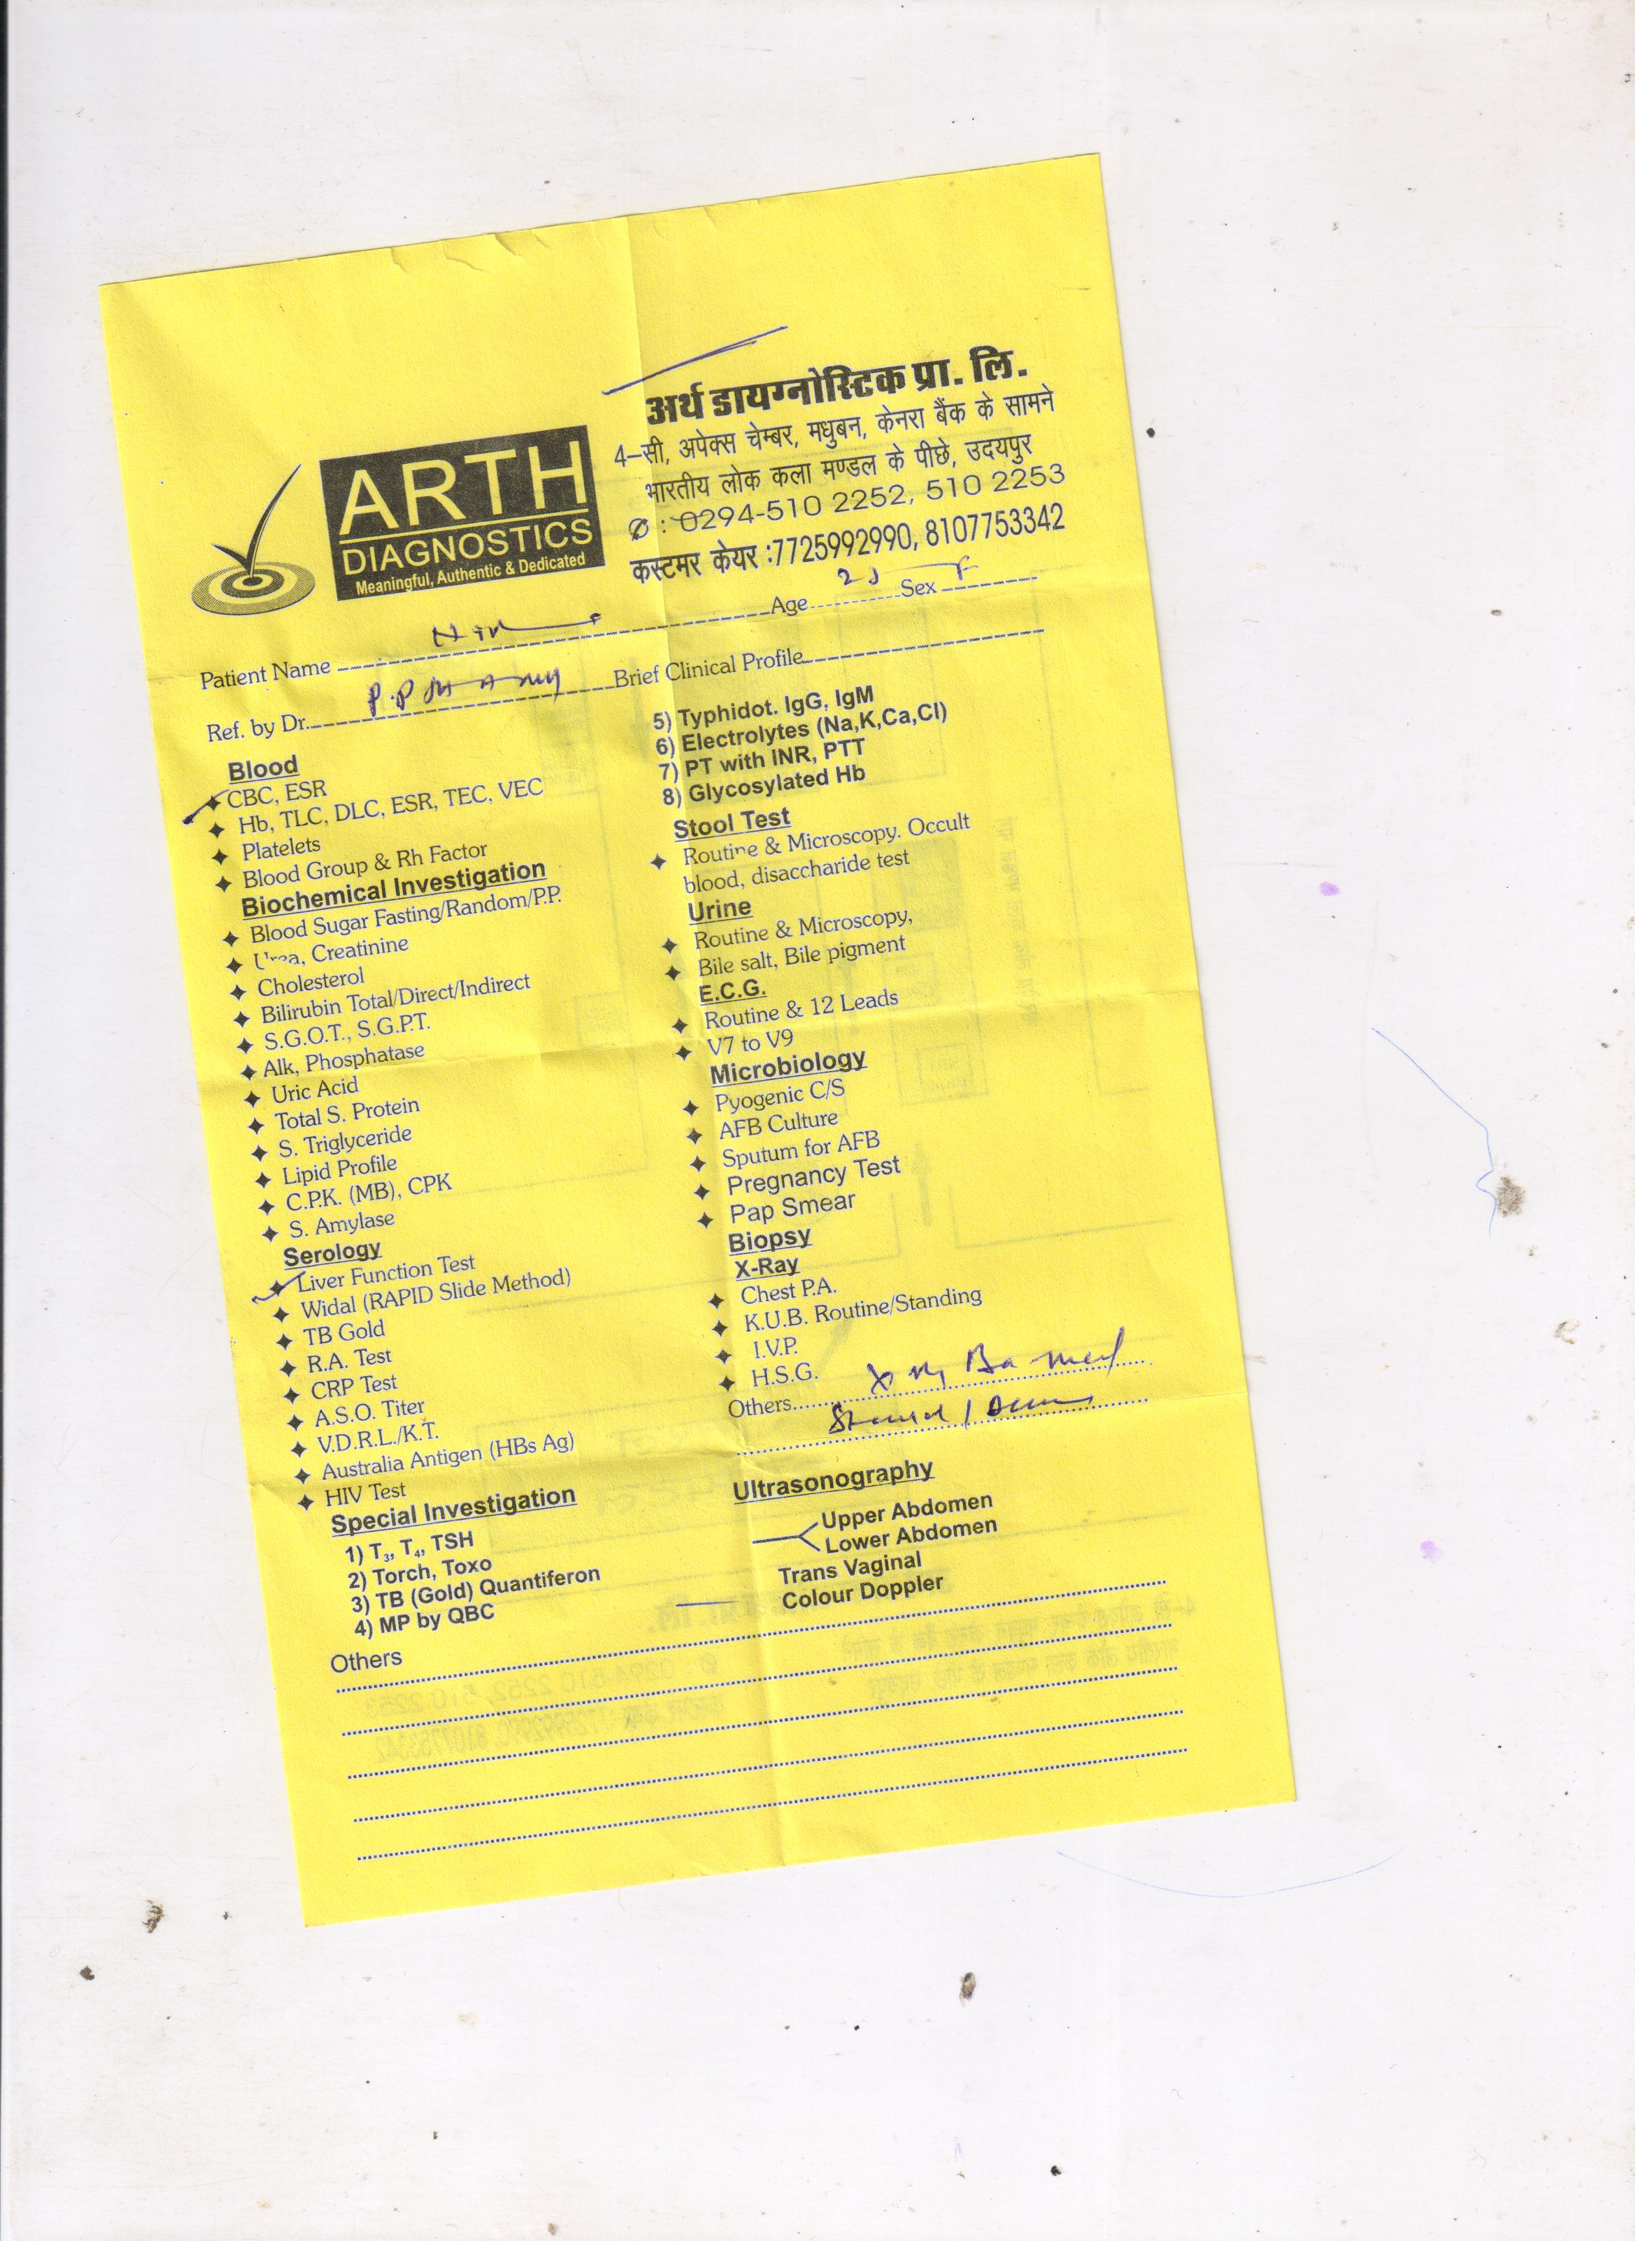 अर्थ डायग्नोस्टिक प्रा. लि.
4-सी, अपेक्स चेम्बर, मधुबन, केनरा बैंक के सामने
भारतीय लोक कला मण्डल के पीछे, उदयपुर
✆ : 0294-510 2252, 510 2253
कस्टमर केयर :7725992990, 8107753342
ARTH
DIAGNOSTICS
Meaningful, Authentic & Dedicated
Patient Name Age Sex F
Ref. by Dr. Brief Clinical Profile
Blood
CBC, ESR
Hb, TLC, DLC, ESR, TEC, VEC
Platelets
Blood Group & Rh Factor
Biochemical Investigation
Blood Sugar Fasting/Random/P.P.
Urea, Creatinine
Cholesterol
Bilirubin Total/Direct/Indirect
S.G.O.T., S.G.P.T.
Alk, Phosphatase
Uric Acid
Total S. Protein
S. Triglyceride
Lipid Profile
C.P.K. (MB), CPK
S. Amylase
Serology
Liver Function Test
Widal (RAPID Slide Method)
TB Gold
R.A. Test
CRP Test
A.S.O. Titer
V.D.R.L./K.T.
Australia Antigen (HBs Ag)
HIV Test
Special Investigation
1) T₃, T₄, TSH
2) Torch, Toxo
3) TB (Gold) Quantiferon
4) MP by QBC
5) Typhidot. IgG, IgM
6) Electrolytes (Na,K,Ca,Cl)
7) PT with INR, PTT
8) Glycosylated Hb
Stool Test
Routine & Microscopy. Occult
blood, disaccharide test
Urine
Routine & Microscopy,
Bile salt, Bile pigment
E.C.G.
Routine & 12 Leads
V7 to V9
Microbiology
Pyogenic C/S
AFB Culture
Sputum for AFB
Pregnancy Test
Pap Smear
Biopsy
X-Ray
Chest P.A.
K.U.B. Routine/Standing
I.V.P.
H.S.G.
Others Ba meal
Ultrasonography
Upper Abdomen
Lower Abdomen
Trans Vaginal
Colour Doppler
Others